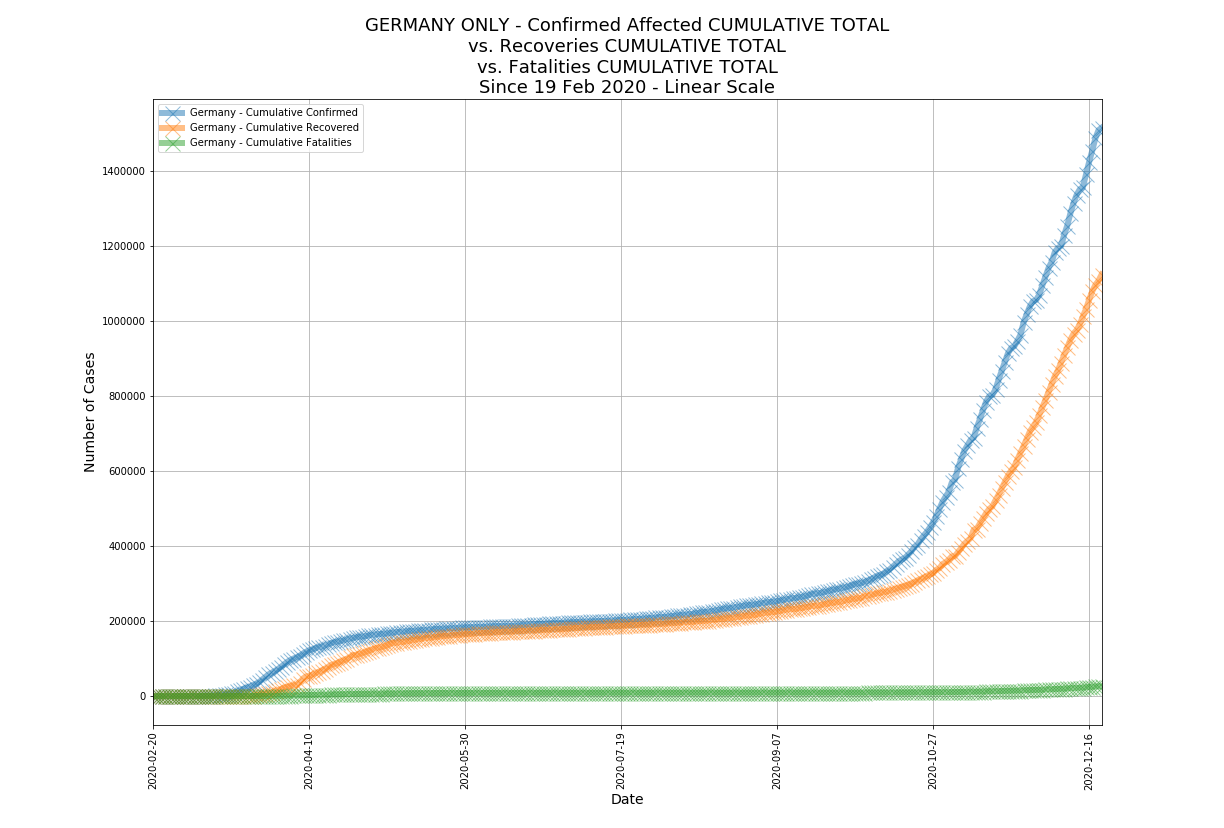 GERMANY ONLY - Confirmed Affected CUMULATIVE TOTAL
vs. Recoveries CUMULATIVE TOTAL
vs. Fatalities CUMULATIVE TOTAL
Since 19 Feb 2020 - Linear Scale
Germany - Cumulative Confirmed
Germany - Cumulative Recovered
Germany - Cumulative Fatalities
Number of Cases
1400000
1200000
1000000
800000
600000
400000
200000
0
2020-02-20
2020-04-10
2020-05-30
2020-07-19
2020-09-07
2020-10-27
2020-12-16
Date